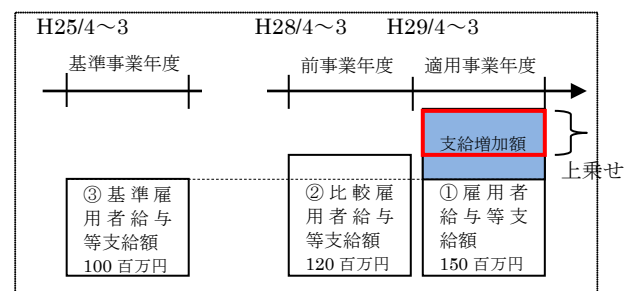 H25/4～3 H28/4～3 H29/4～3
基準事業年度 前事業年度 適用事業年度
支給増加額
上乗せ
③基準雇
用者給与
等支給額
100百万円
②比較雇
用者給与
等支給額
120百万円
①雇用者
給与等支
給額
150百万円